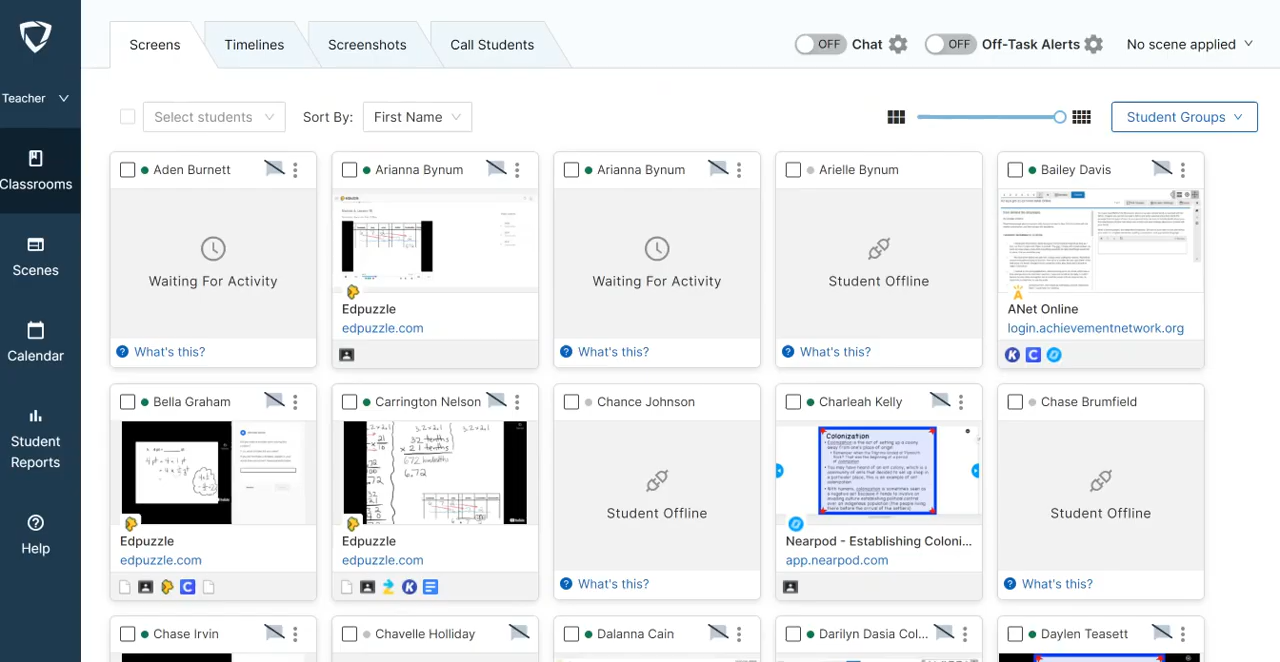 Screens
Timelines
Screenshots
Call Students
OFF
Chat
OFF
Off-Task Alerts
No scene applied
Teacher
Classrooms
Scenes
Calendar
Student
Reports
Help
Select students
Sort By:
First Name
Student Groups
Aden Burnett
Arianna Bynum
Arianna Bynum
Arielle Bynum
Bailey Davis
Waiting For Activity
Edpuzzle
edpuzzle.com
Waiting For Activity
Student Offline
ANet Online
login.achievementnetwork.org
What's this?
What's this?
What's this?
Bella Graham
Carrington Nelson
Chance Johnson
Charleah Kelly
Chase Brumfield
Edpuzzle
edpuzzle.com
Edpuzzle
edpuzzle.com
Student Offline
Colonization
Nearpod - Establishing Coloni...
app.nearpod.com
Student Offline
What's this?
What's this?
Chase Irvin
Chavelle Holliday
Dalanna Cain
Darilyn Dasia Col...
Daylen Teasett